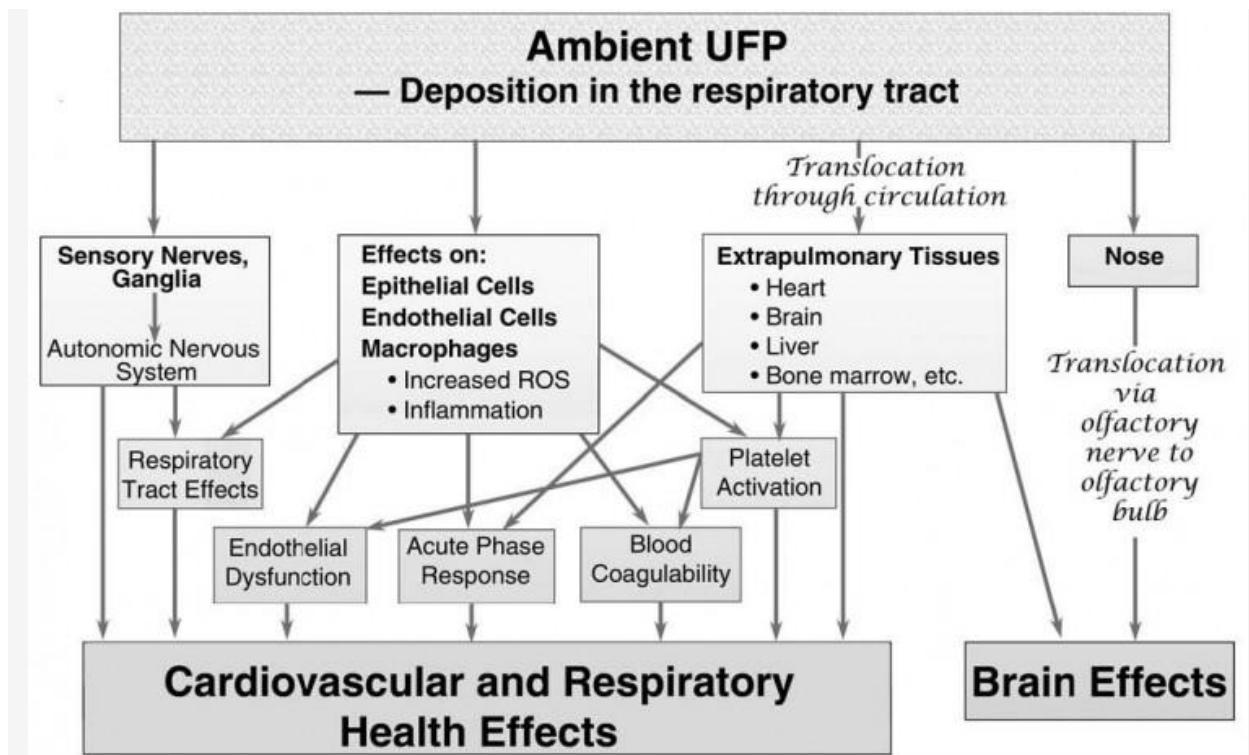 Ambient UFP
— Deposition in the respiratory tract
Translocation
through circulation
Sensory Nerves,
Ganglia
Autonomic Nervous
System
Effects on:
Epithelial Cells
Endothelial Cells
Macrophages
• Increased ROS
• Inflammation
Extrapulmonary Tissues
• Heart
• Brain
• Liver
• Bone marrow, etc.
Nose
Translocation
via
olfactory
nerve to
olfactory
bulb
Respiratory
Tract Effects
Platelet
Activation
Endothelial
Dysfunction
Acute Phase
Response
Blood
Coagulability
Cardiovascular and Respiratory
Health Effects
Brain Effects